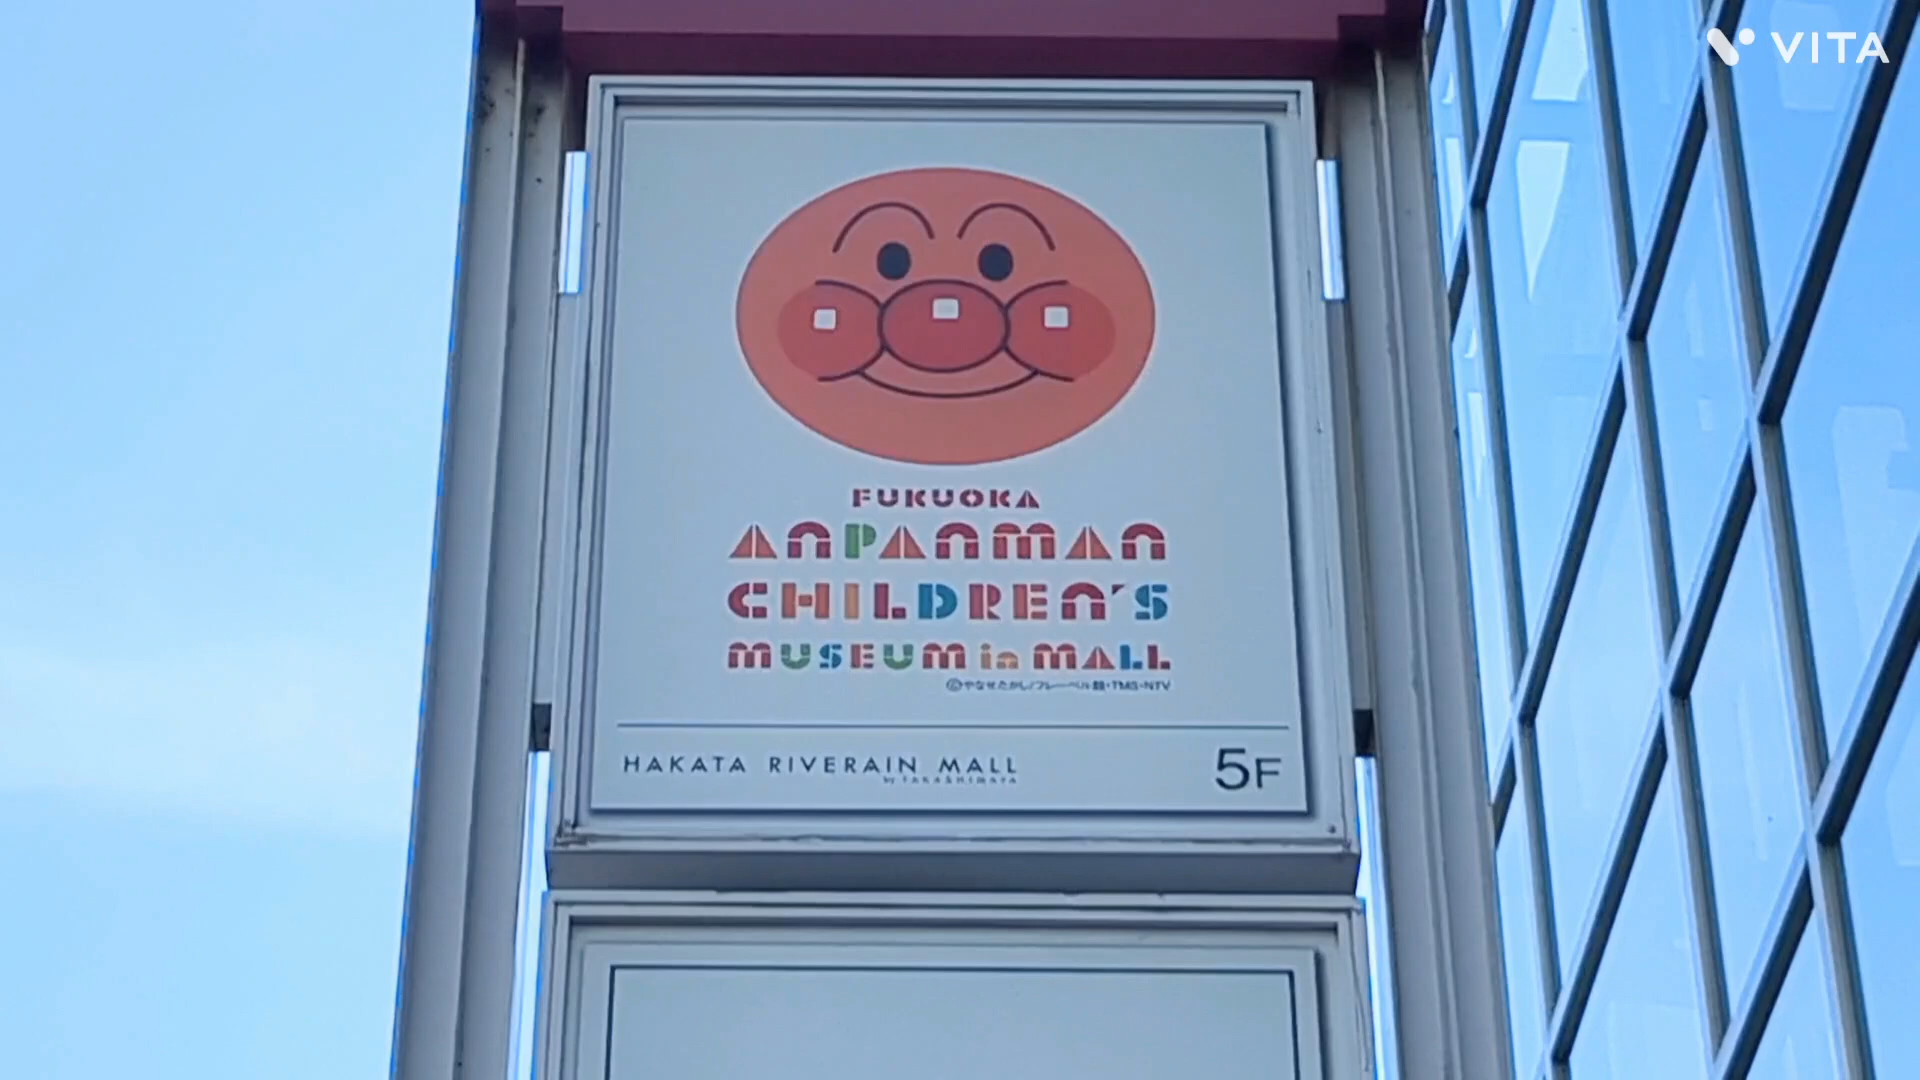 VITA
FUKUOKA
ANPANMAN
CHILDREN'S
MUSEUM in MALL
©やなせたかし/フレーベル館・TMS・NTV
HAKATA RIVERAIN MALL
by TAKASHIMAYA
5F